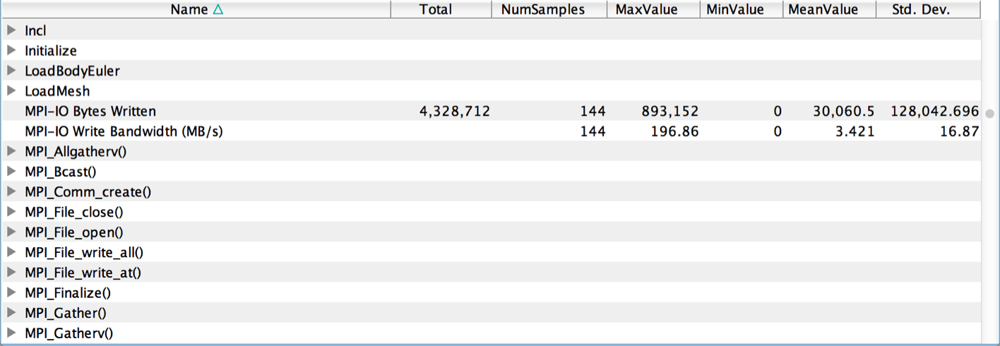 Name Total NumSamples MaxValue MinValue MeanValue Std. Dev.
Incl
Initialize
LoadBodyEuler
LoadMesh
MPI-IO Bytes Written 4,328,712 144 893,152 0 30,060.5 128,042.696
MPI-IO Write Bandwidth (MB/s) 144 196.86 0 3.421 16.87
MPI_Allgatherv()
MPI_Bcast()
MPI_Comm_create()
MPI_File_close()
MPI_File_open()
MPI_File_write_all()
MPI_File_write_at()
MPI_Finalize()
MPI_Gather()
MPI_Gatherv()